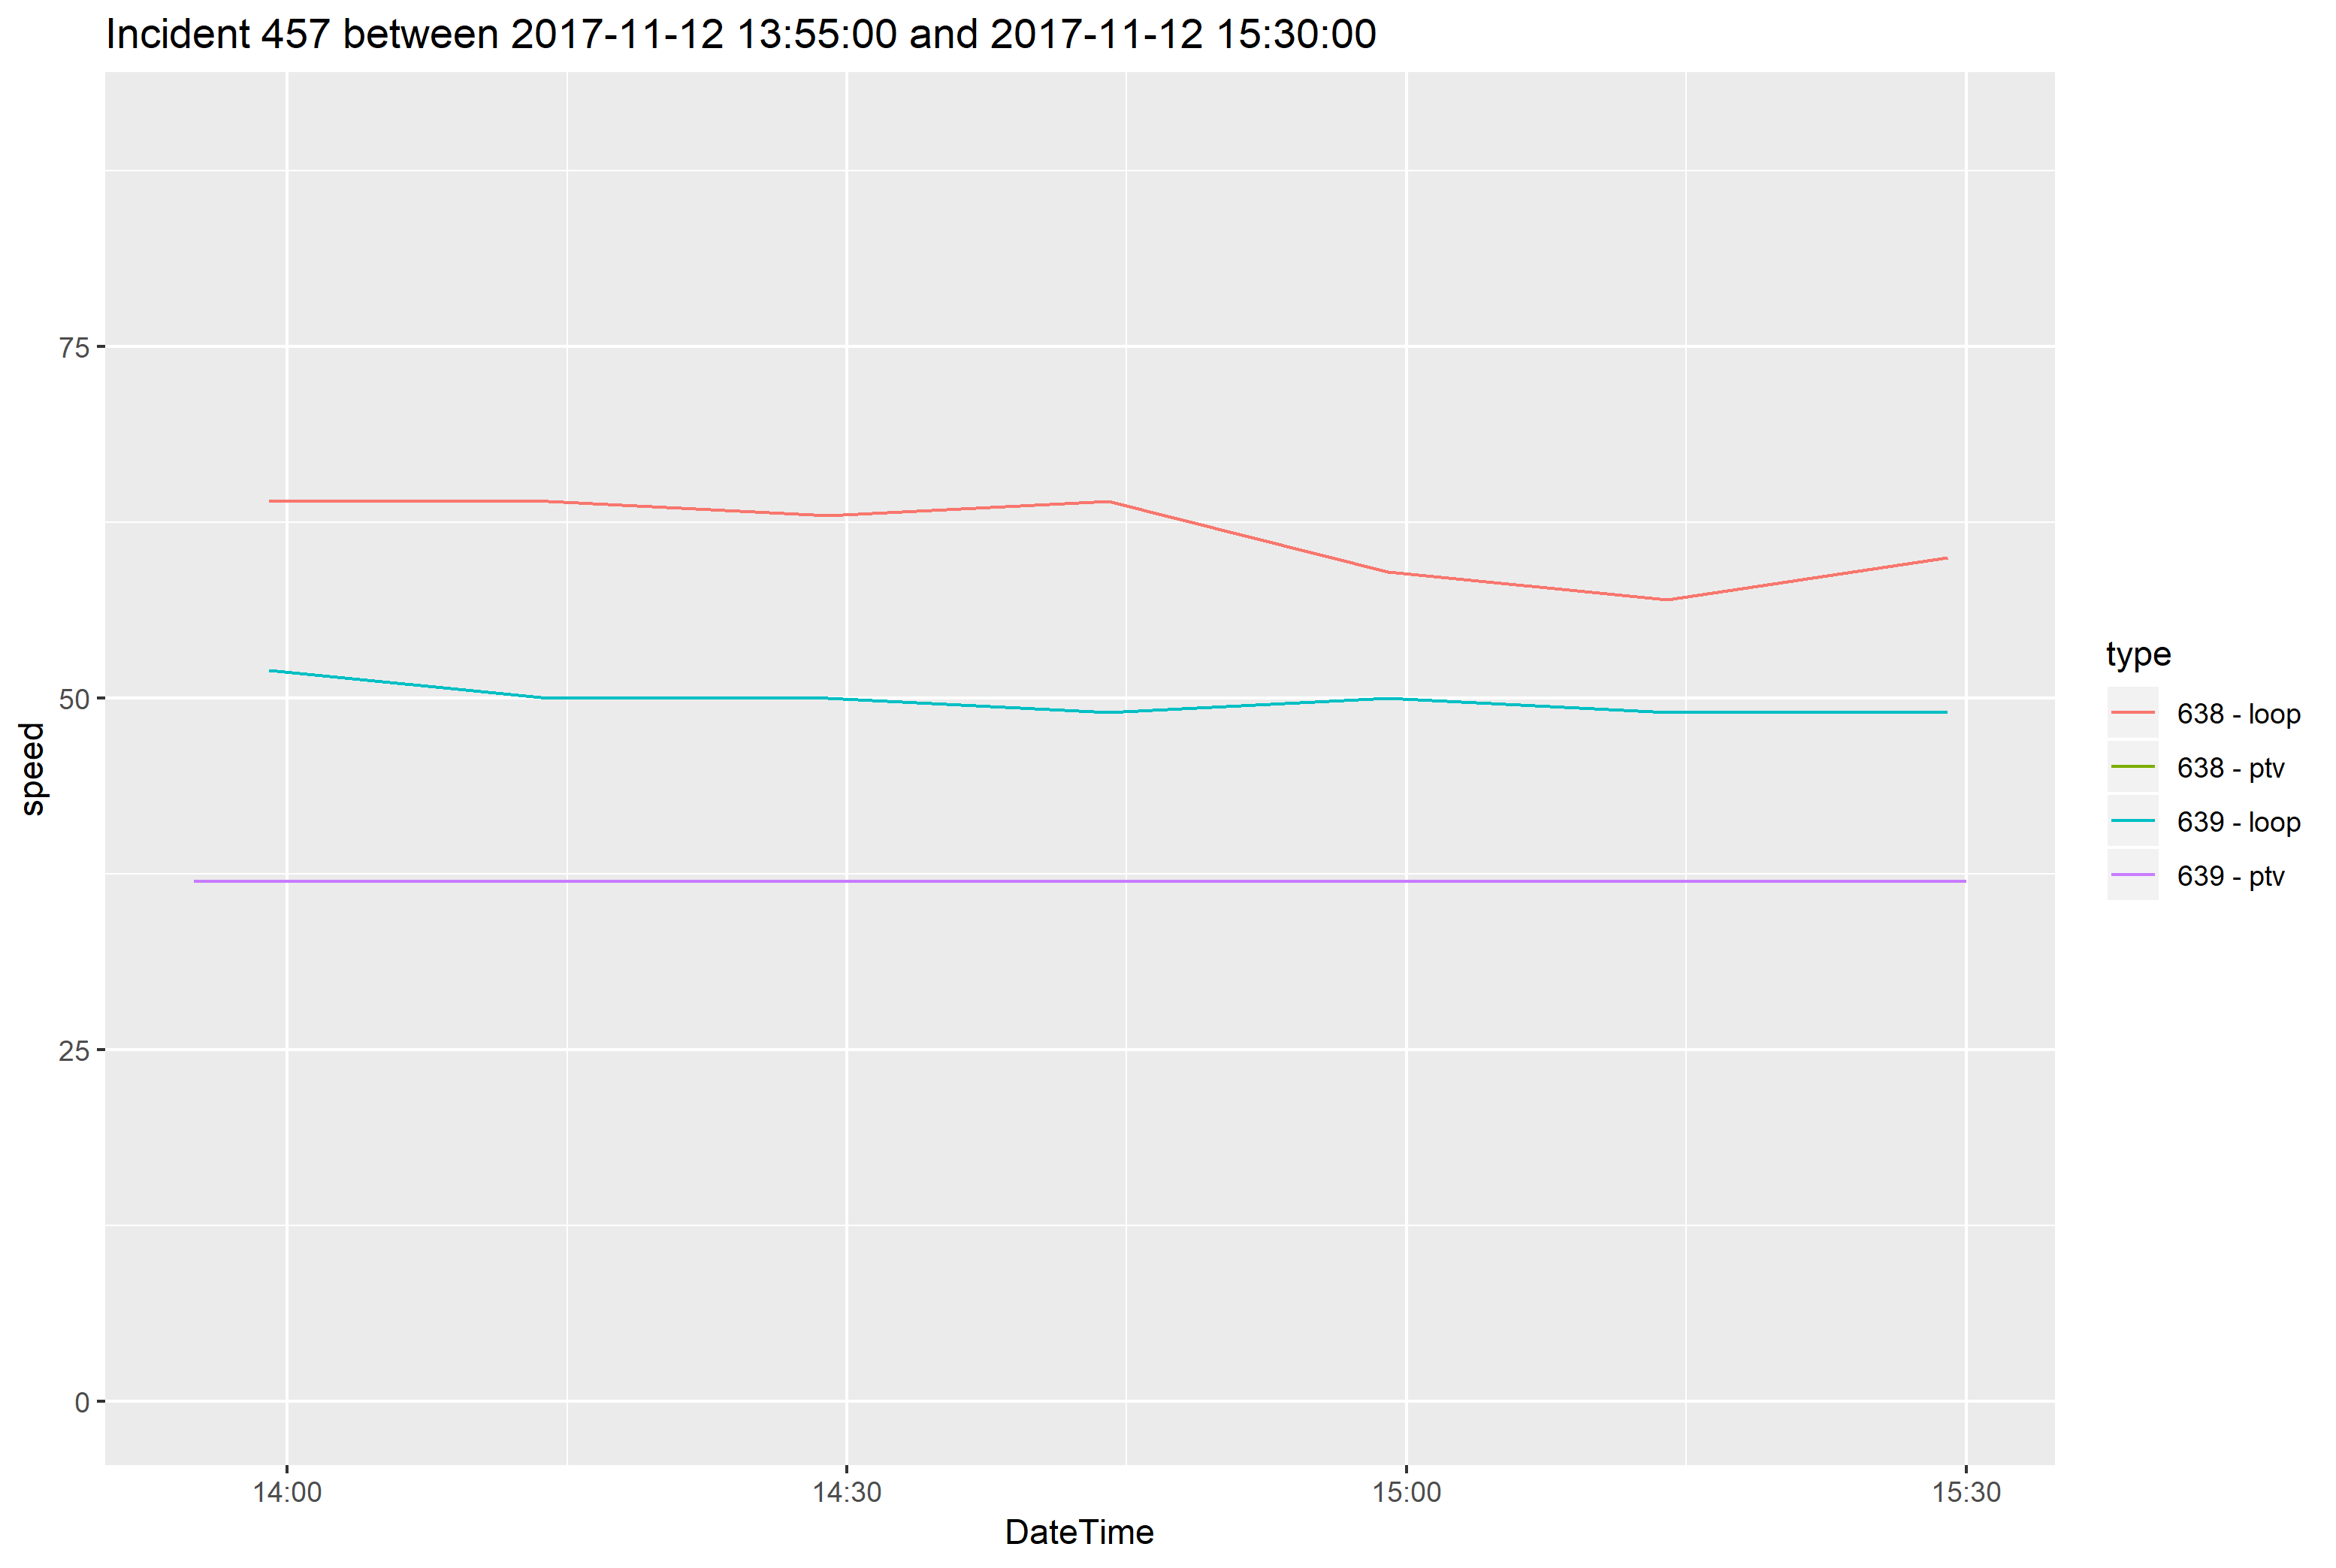 Incident 457 between 2017-11-12 13:55:00 and 2017-11-12 15:30:00
speed
75
50
25
0
14:00
14:30
15:00
15:30
DateTime
type
638 - loop
638 - ptv
639 - loop
639 - ptv